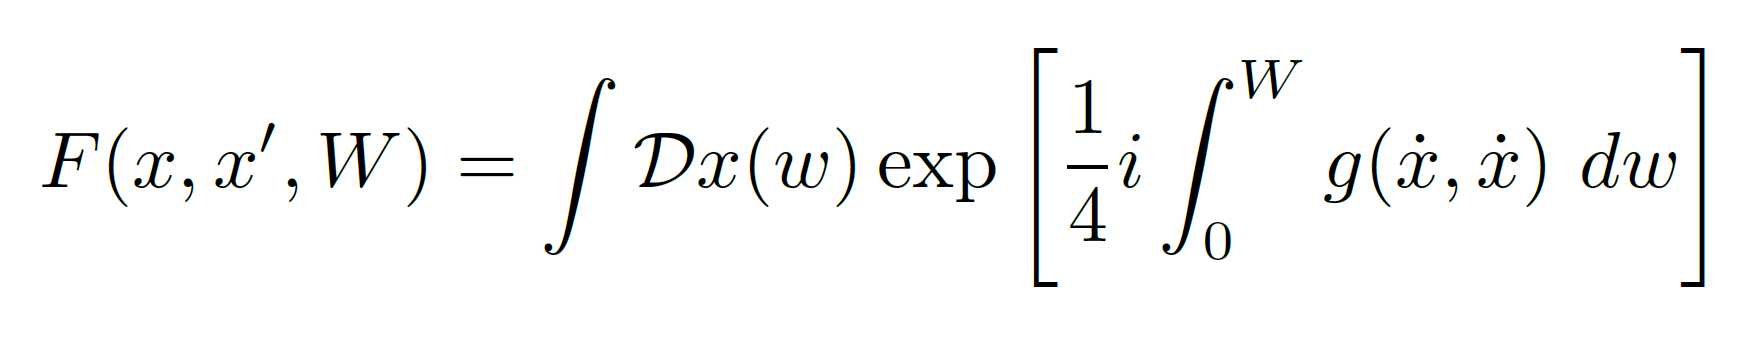 F(x, x′, W) = ∫ 𝒟x(w) exp [ 1/4 i ∫_0^W g(ẋ, ẋ) dw ]